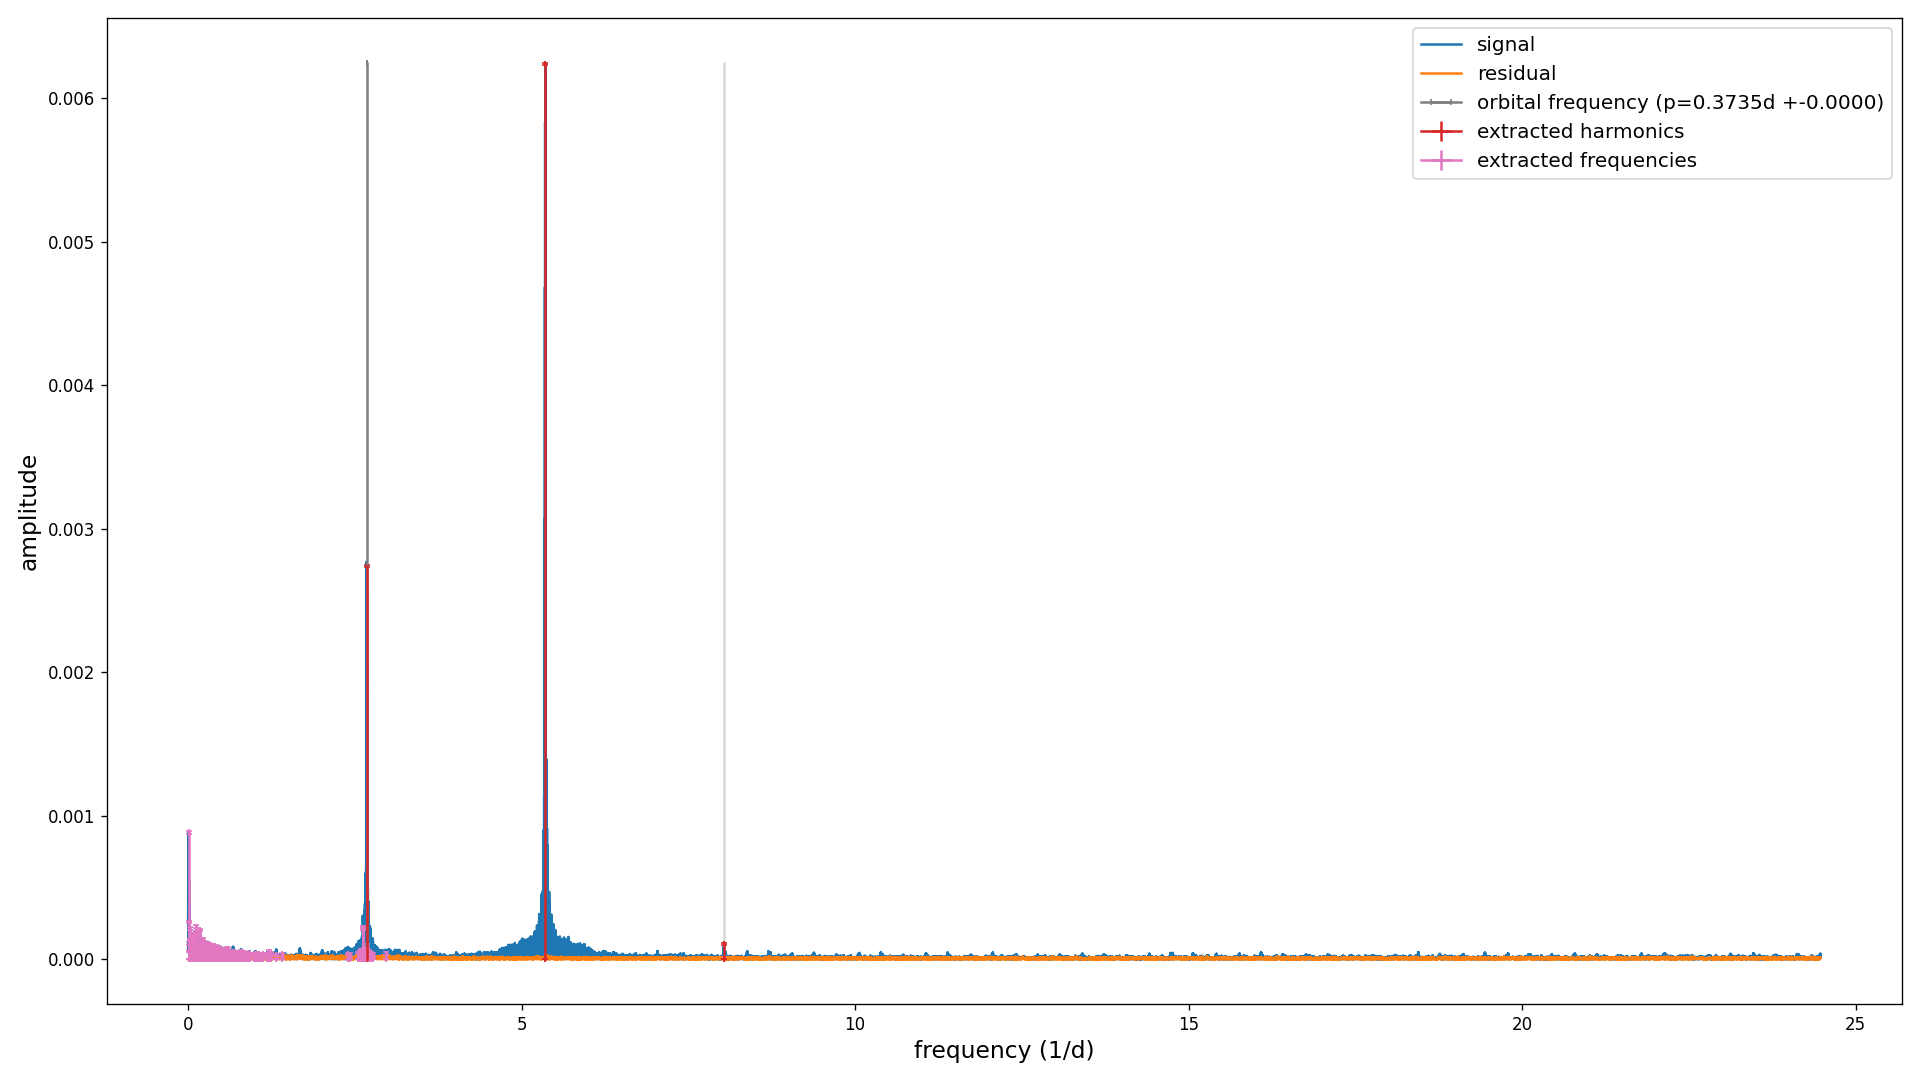 signal
residual
orbital frequency (p=0.3735d +-0.0000)
extracted harmonics
extracted frequencies
0.006
0.005
0.004
0.003
0.002
0.001
0.000
amplitude
0 5 10 15 20 25
frequency (1/d)